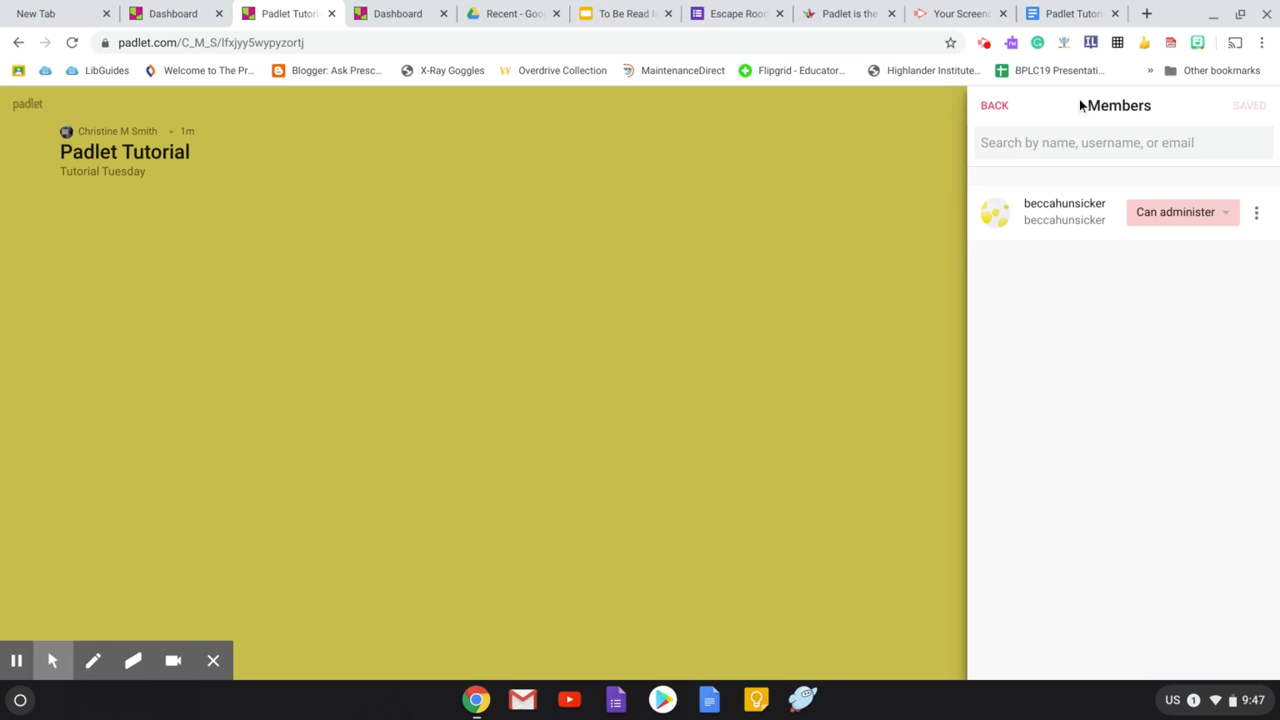 New Tab
Dashboard
Padlet Tutori
Dashboard
Recent - Goo
To Be Read M
Escape Room
Padlet is the
Your Screenc
Padlet Tutori
padlet.com/C_M_S/lfxjyy5wypyzortj
LibGuides
Welcome to The Pr...
Blogger: Ask Presc...
X-Ray Goggles
Overdrive Collection
MaintenanceDirect
Flipgrid - Educator...
Highlander Institute...
BPLC19 Presentati...
»
Other bookmarks
padlet
Christine M Smith • 1m
Padlet Tutorial
Tutorial Tuesday
BACK
Members
SAVED
Search by name, username, or email
beccahunsicker
beccahunsicker
Can administer
US 1 9:47